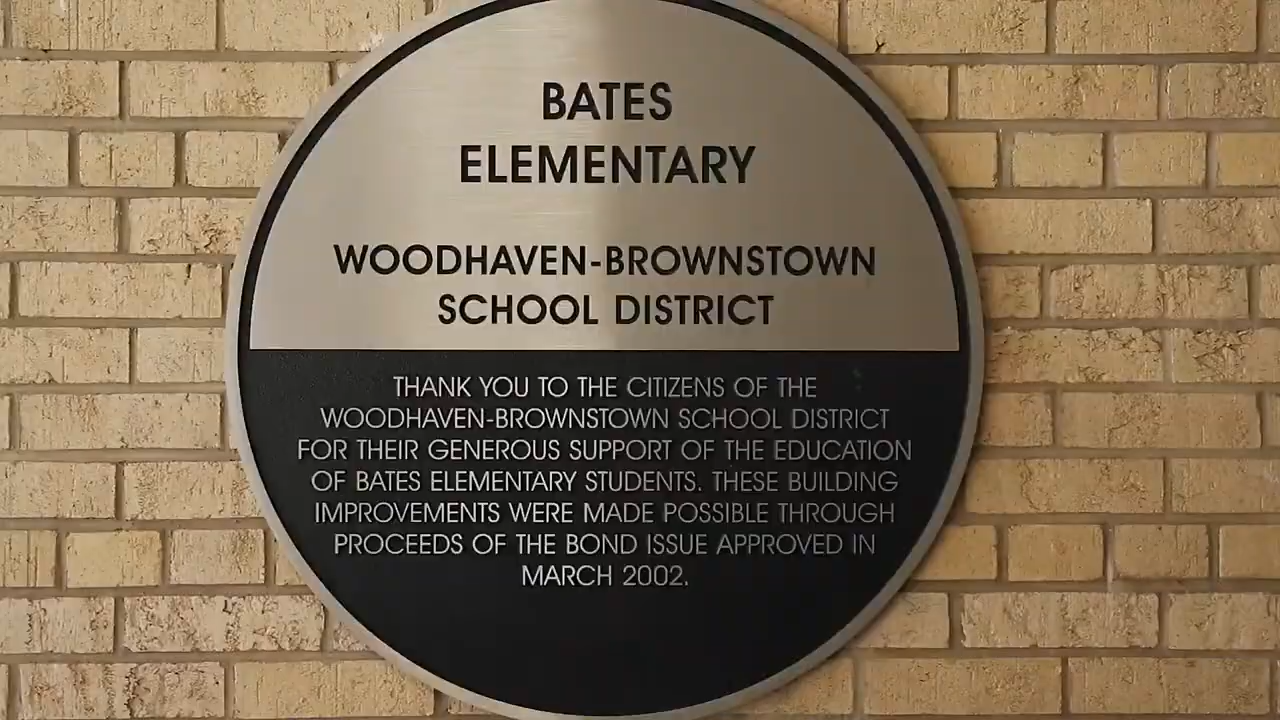 BATES
ELEMENTARY
WOODHAVEN-BROWNSTOWN
SCHOOL DISTRICT
THANK YOU TO THE CITIZENS OF THE
WOODHAVEN-BROWNSTOWN SCHOOL DISTRICT
FOR THEIR GENEROUS SUPPORT OF THE EDUCATION
OF BATES ELEMENTARY STUDENTS. THESE BUILDING
IMPROVEMENTS WERE MADE POSSIBLE THROUGH
PROCEEDS OF THE BOND ISSUE APPROVED IN
MARCH 2002.